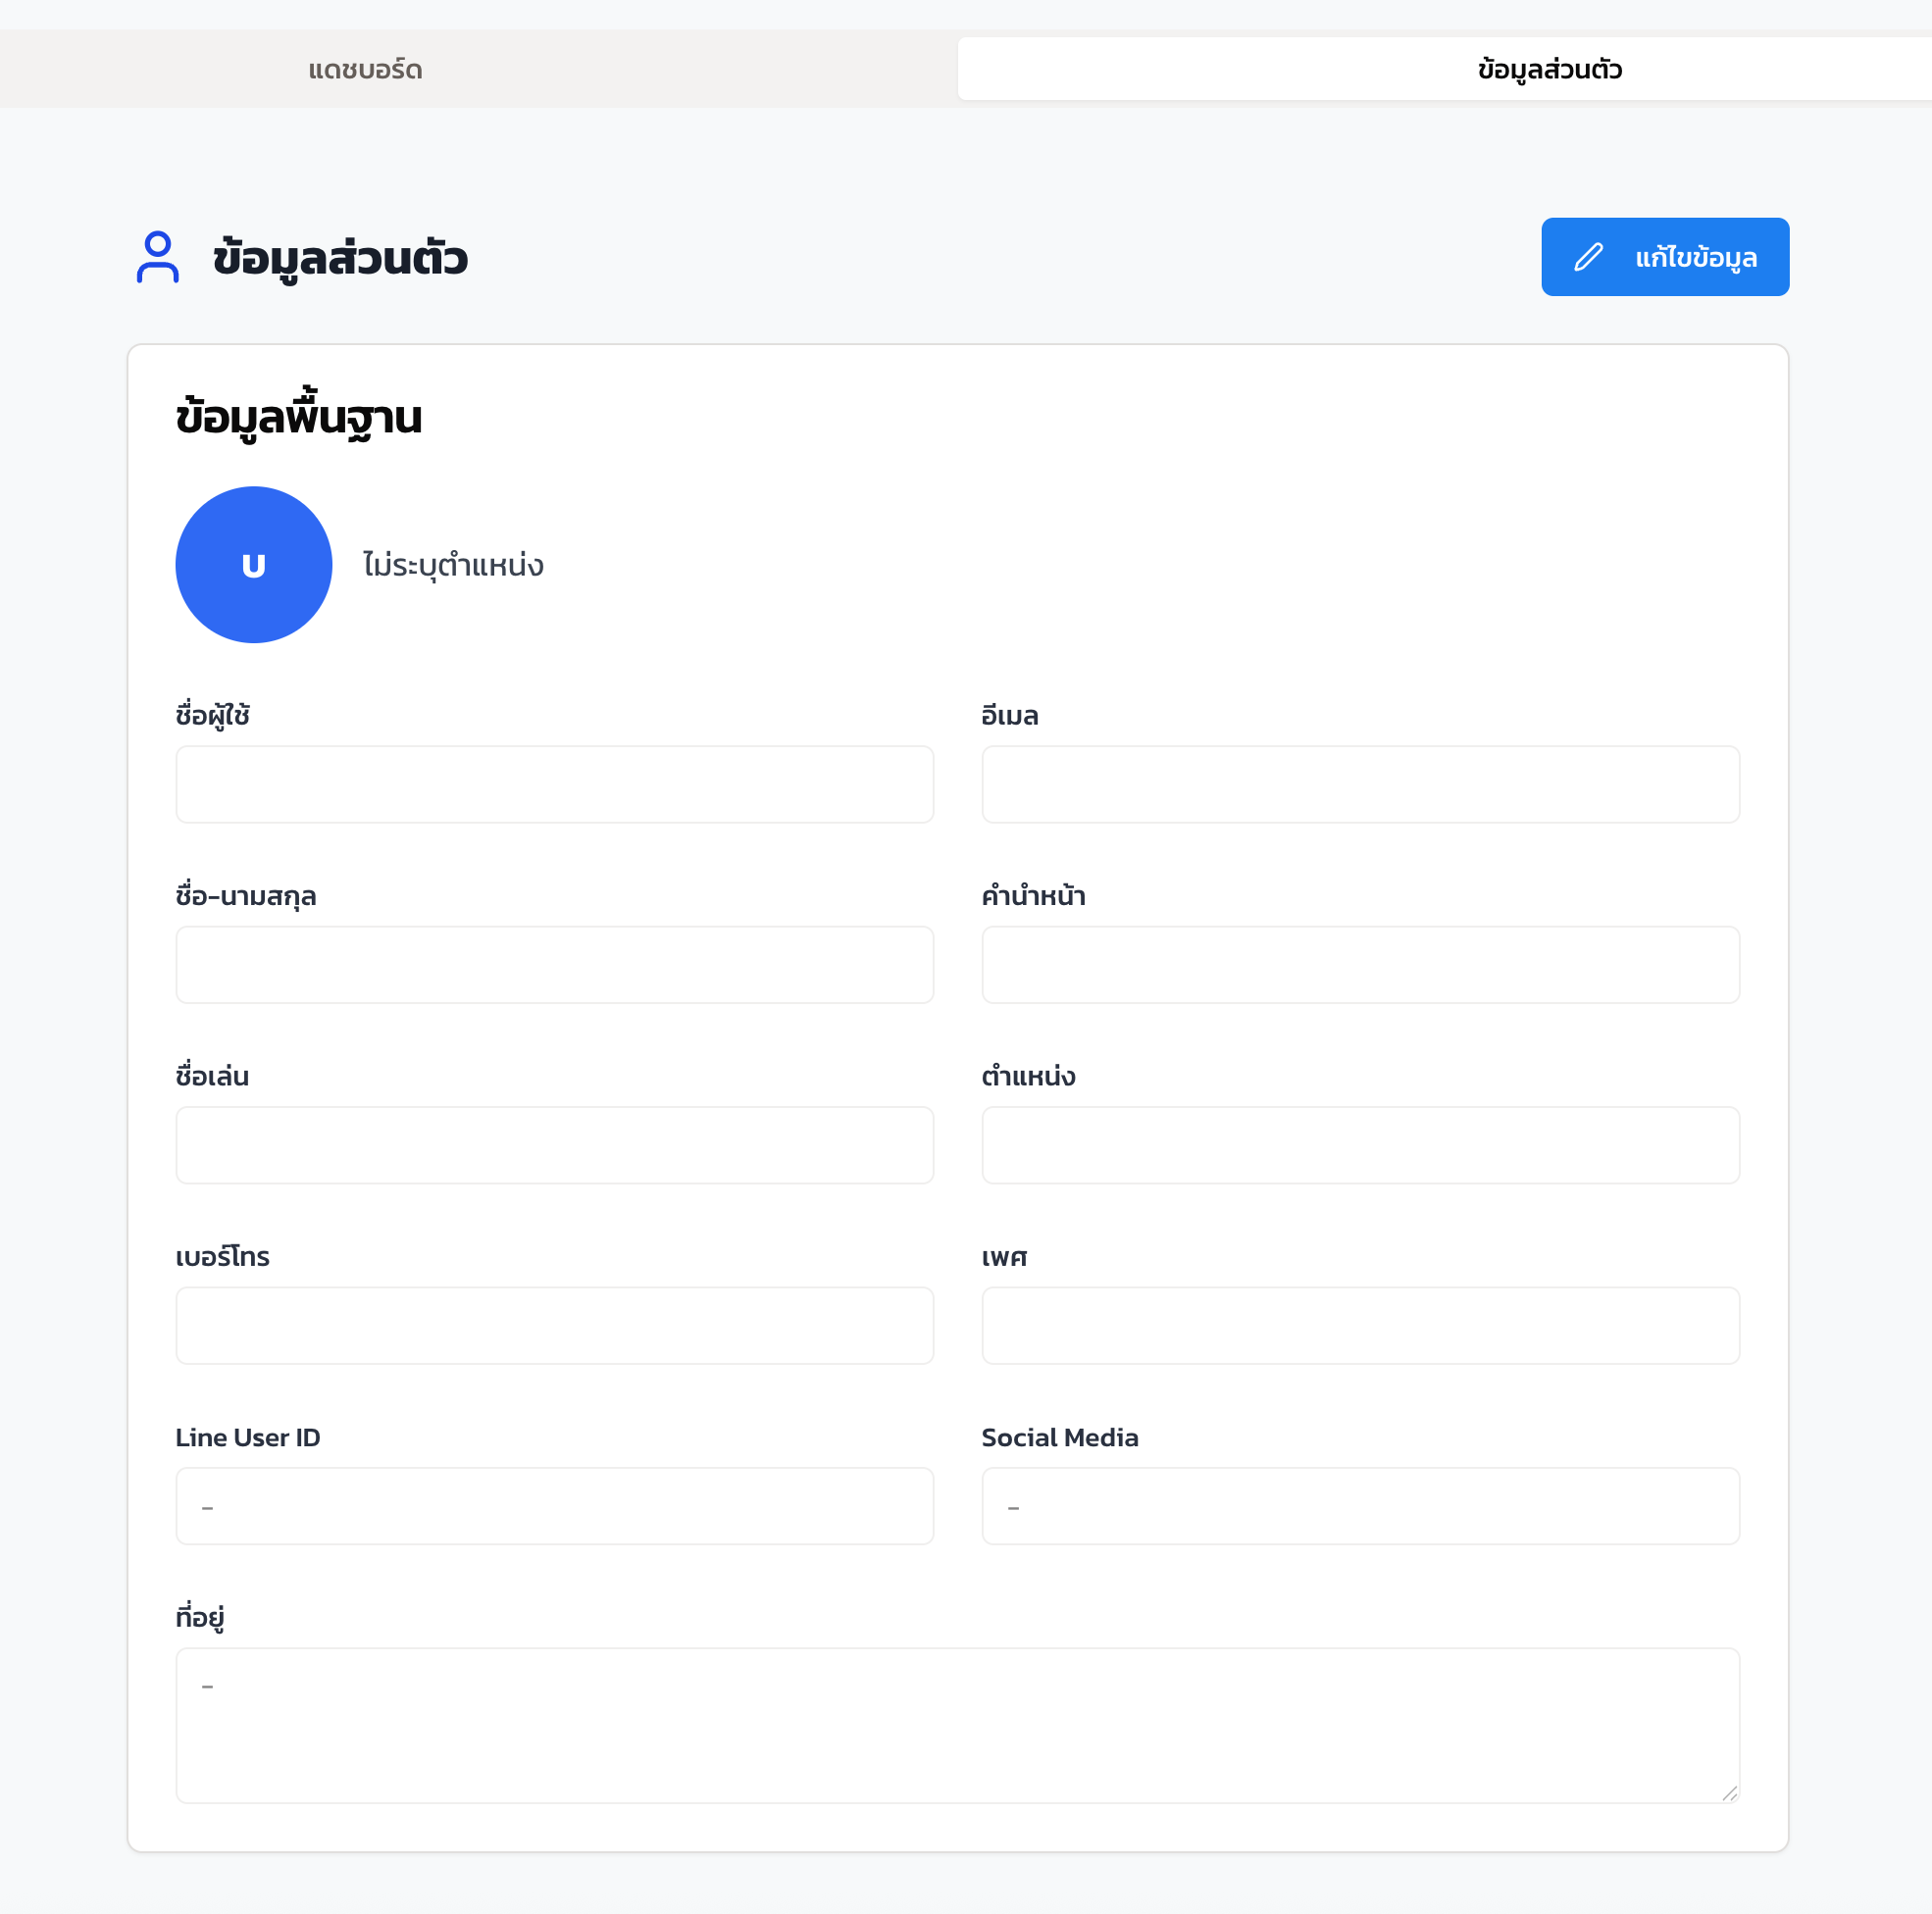 แดชบอร์ด ข้อมูลส่วนตัว
ข้อมูลส่วนตัว แก้ไขข้อมูล
ข้อมูลพื้นฐาน
U ไม่ระบุตำแหน่ง
ชื่อผู้ใช้ อีเมล
ชื่อ-นามสกุล คำนำหน้า
ชื่อเล่น ตำแหน่ง
เบอร์โทร เพศ
Line User ID Social Media
- -
ที่อยู่
-